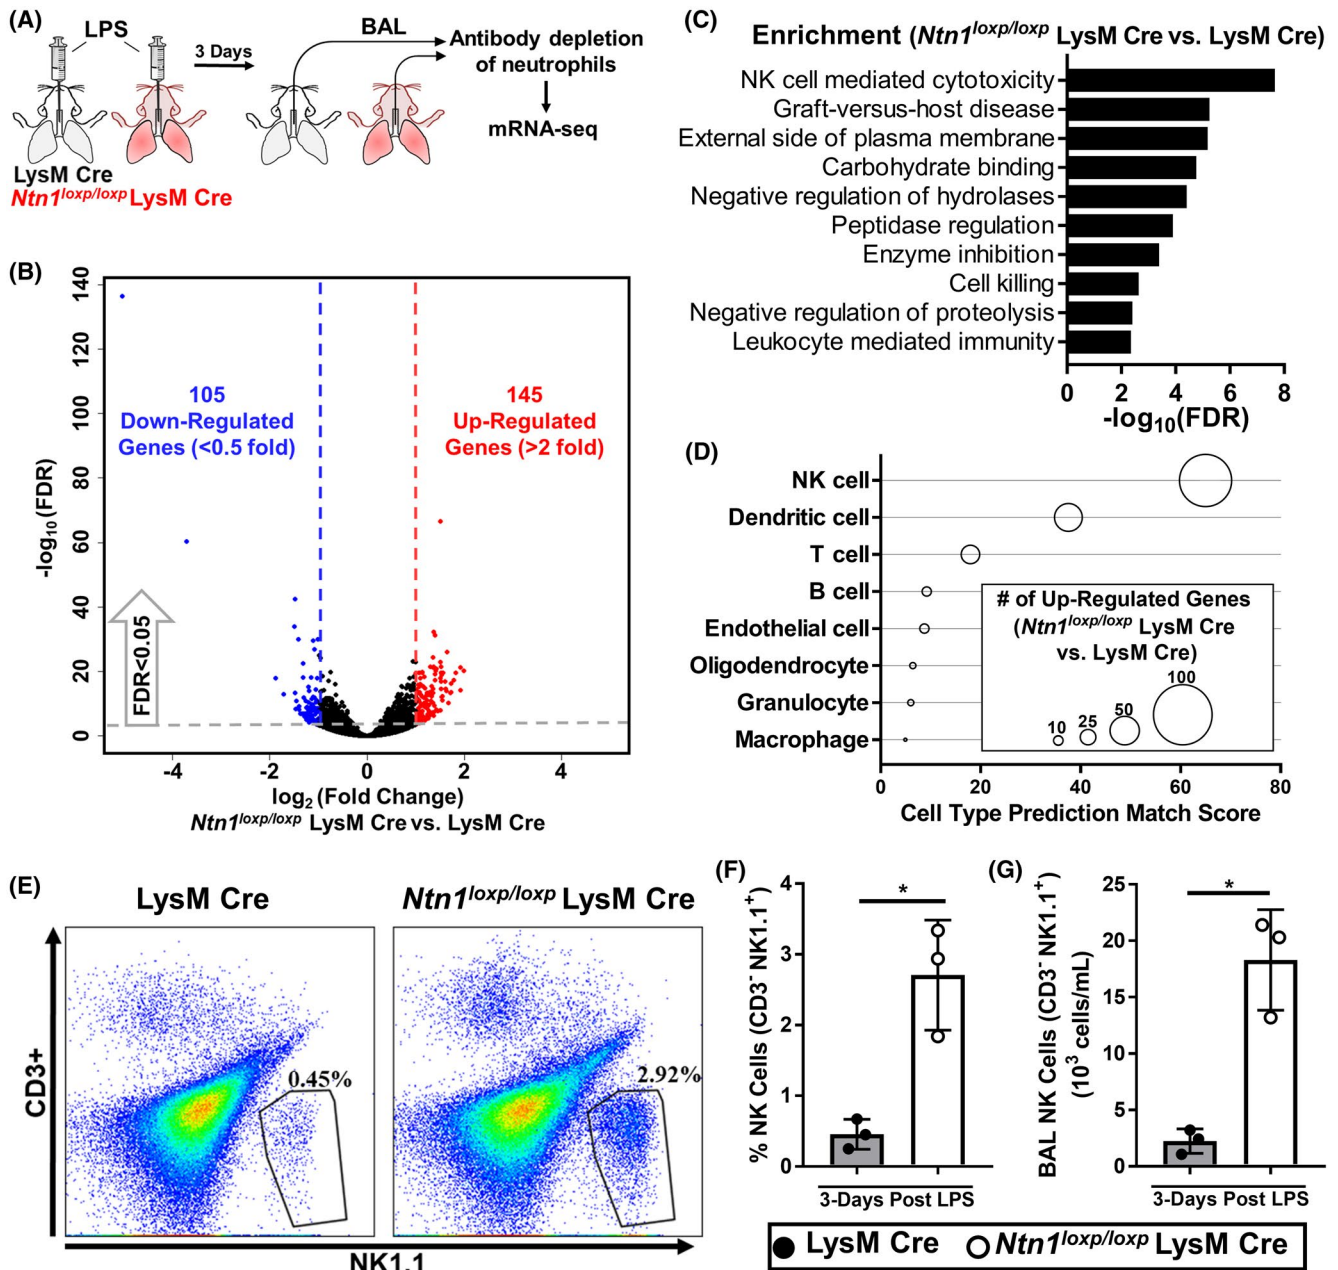 (A)
LPS
3 Days
BAL
Antibody depletion
of neutrophils
mRNA-seq
LysM Cre
Ntn1loxp/loxp LysM Cre
(B)
140
120
100
80
60
40
20
0
-log10(FDR)
105
Down-Regulated
Genes (<0.5 fold)
145
Up-Regulated
Genes (>2 fold)
FDR<0.05
-4
-2
0
2
4
log2 (Fold Change)
Ntn1loxp/loxp LysM Cre vs. LysM Cre
(C)
Enrichment (Ntn1loxp/loxp LysM Cre vs. LysM Cre)
NK cell mediated cytotoxicity
Graft-versus-host disease
External side of plasma membrane
Carbohydrate binding
Negative regulation of hydrolases
Peptidase regulation
Enzyme inhibition
Cell killing
Negative regulation of proteolysis
Leukocyte mediated immunity
0 2 4 6 8
-log10(FDR)
(D)
NK cell
Dendritic cell
T cell
B cell
Endothelial cell
Oligodendrocyte
Granulocyte
Macrophage
# of Up-Regulated Genes
(Ntn1loxp/loxp LysM Cre
vs. LysM Cre)
10 25 50 100
0 20 40 60 80
Cell Type Prediction Match Score
(E)
LysM Cre
Ntn1loxp/loxp LysM Cre
CD3+
0.45%
2.92%
NK1.1
(F)
% NK Cells (CD3- NK1.1+)
4
3
2
1
0
*
3-Days Post LPS
(G)
BAL NK Cells (CD3- NK1.1+)
(103 cells/mL)
25
20
15
10
5
0
*
3-Days Post LPS
LysM Cre
Ntn1loxp/loxp LysM Cre